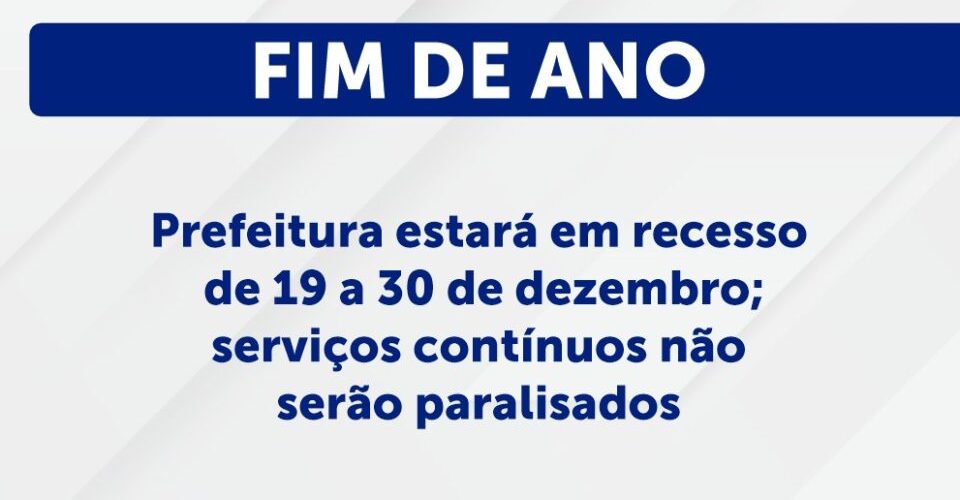 FIM DE ANO
Prefeitura estará em recesso
de 19 a 30 de dezembro;
serviços contínuos não
serão paralisados